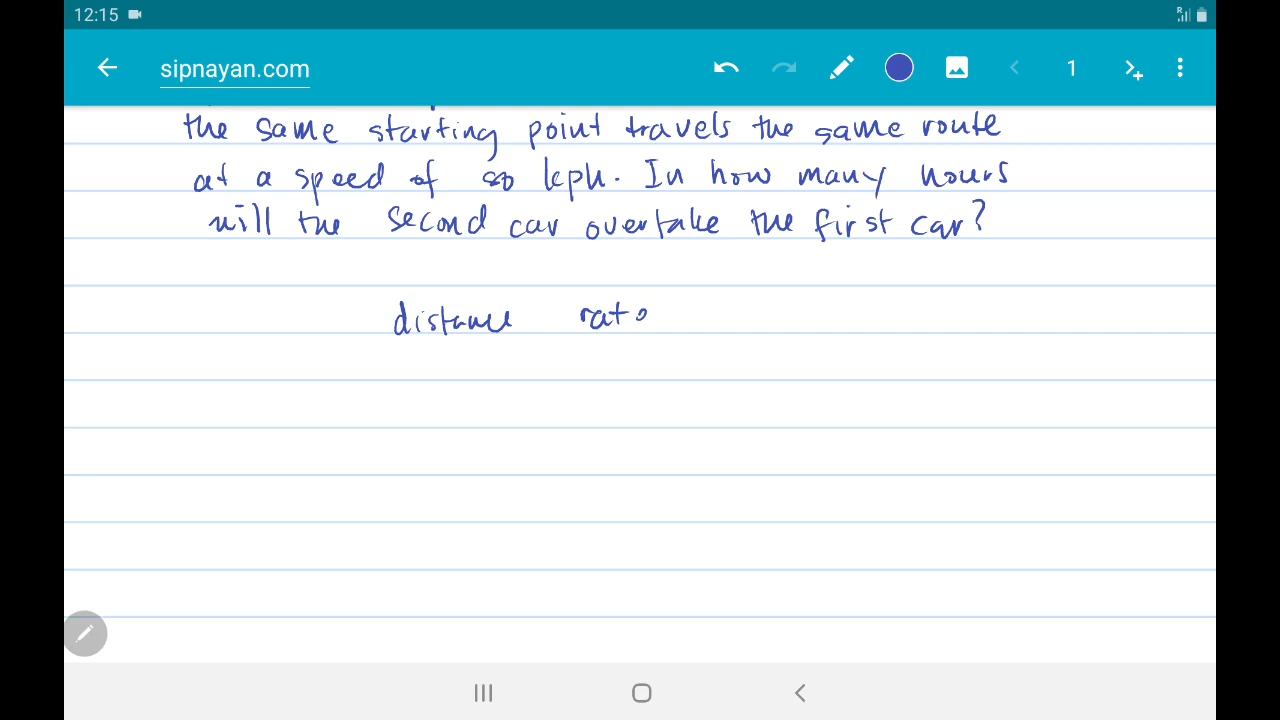 12:15
sipnayan.com
1
the same starting point travels the same route
at a speed of 80 kph. In how many hours
will the second car overtake the first car?
distance rate